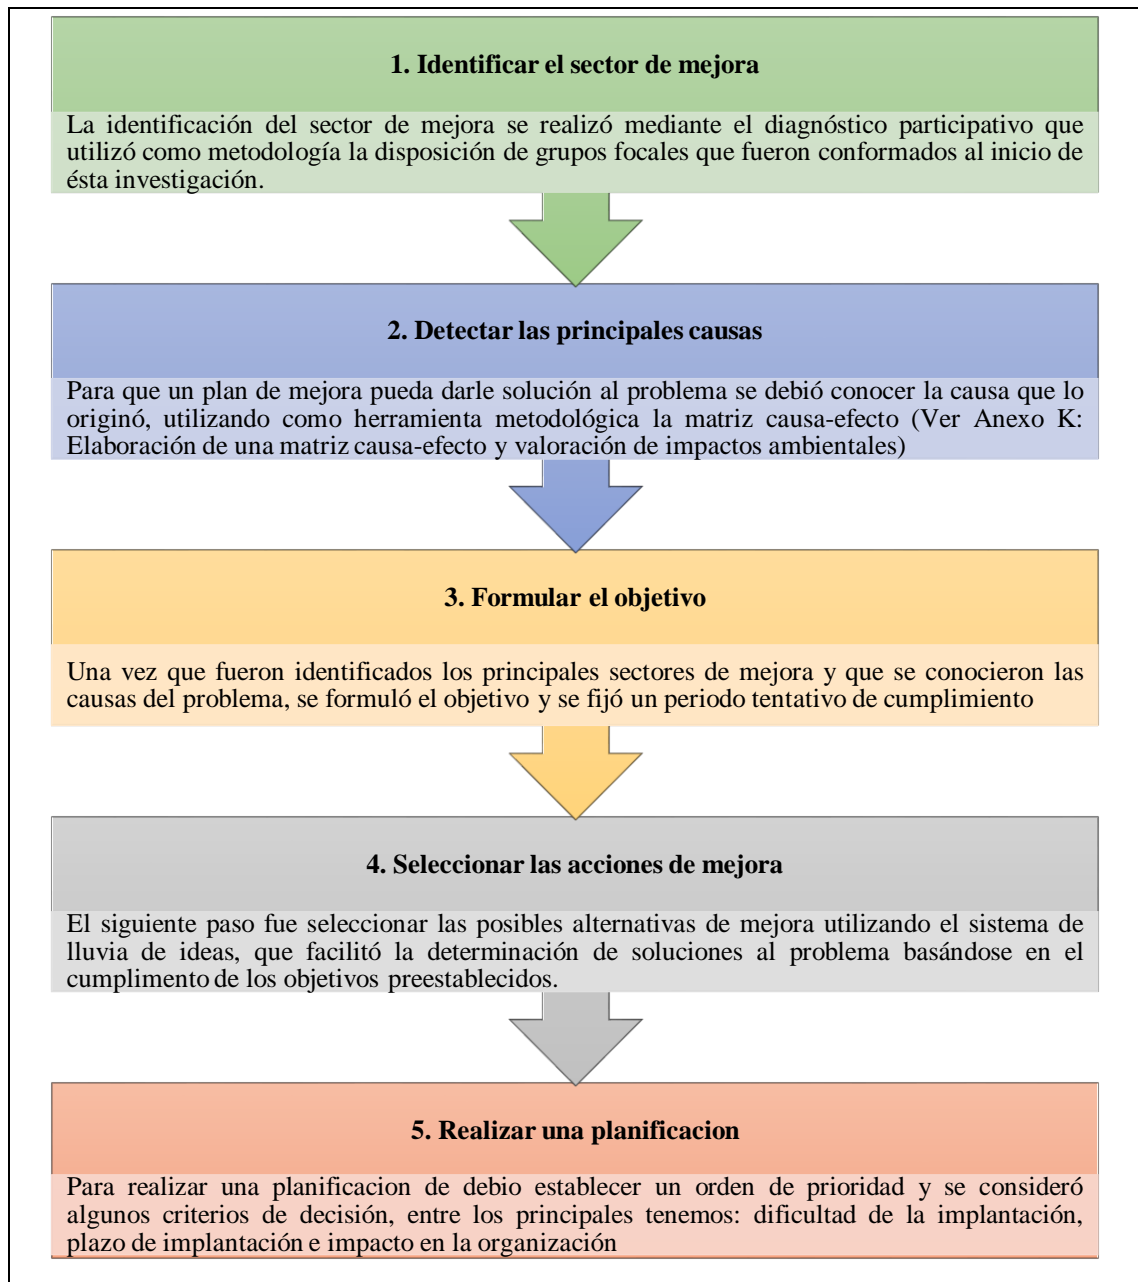 1. Identificar el sector de mejora
La identificación del sector de mejora se realizó mediante el diagnóstico participativo que
utilizó como metodología la disposición de grupos focales que fueron conformados al inicio de
ésta investigación.
2. Detectar las principales causas
Para que un plan de mejora pueda darle solución al problema se debió conocer la causa que lo
originó, utilizando como herramienta metodológica la matriz causa-efecto (Ver Anexo K:
Elaboración de una matriz causa-efecto y valoración de impactos ambientales)
3. Formular el objetivo
Una vez que fueron identificados los principales sectores de mejora y que se conocieron las
causas del problema, se formuló el objetivo y se fijó un periodo tentativo de cumplimiento
4. Seleccionar las acciones de mejora
El siguiente paso fue seleccionar las posibles alternativas de mejora utilizando el sistema de
lluvia de ideas, que facilitó la determinación de soluciones al problema basándose en el
cumplimento de los objetivos preestablecidos.
5. Realizar una planificacion
Para realizar una planificacion de debio establecer un orden de prioridad y se consideró
algunos criterios de decisión, entre los principales tenemos: dificultad de la implantación,
plazo de implantación e impacto en la organización